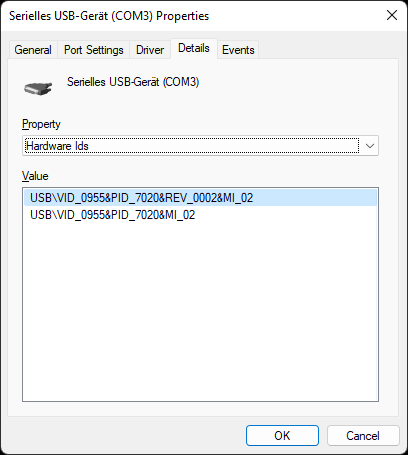 Serielles USB-Gerät (COM3) Properties
General Port Settings Driver Details Events
Serielles USB-Gerät (COM3)
Property
Hardware Ids
Value
USB\VID_0955&PID_7020&REV_0002&MI_02
USB\VID_0955&PID_7020&MI_02
OK Cancel